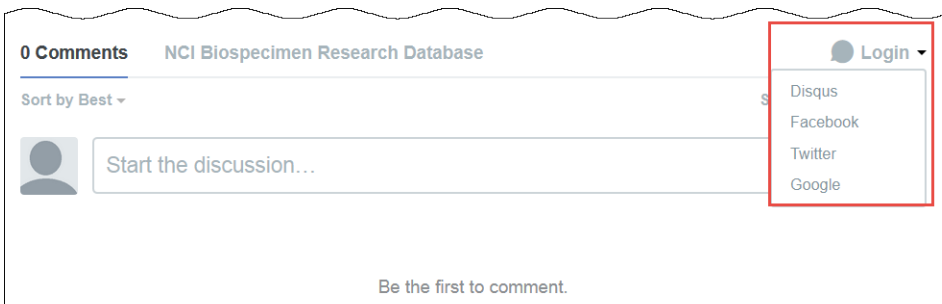 0 Comments NCI Biospecimen Research Database Login
Sort by Best S
Disqus
Facebook
Start the discussion…
Twitter
Google
Be the first to comment.